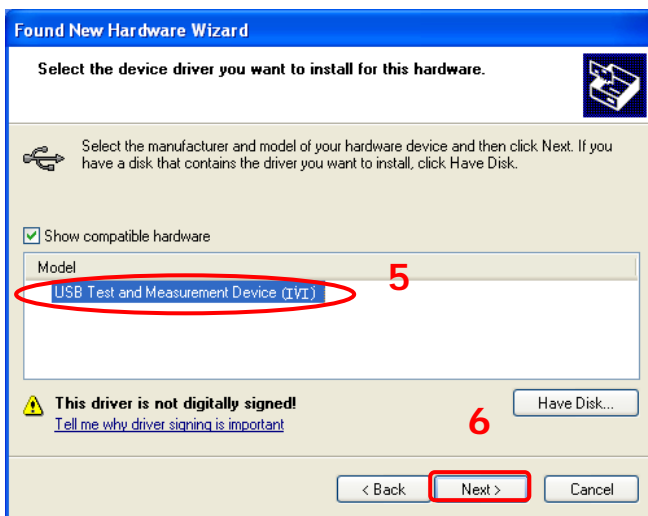 Found New Hardware Wizard
Select the device driver you want to install for this hardware.
Select the manufacturer and model of your hardware device and then click Next. If you
have a disk that contains the driver you want to install, click Have Disk.
Show compatible hardware
Model
5
USB Test and Measurement Device (IVI)
This driver is not digitally signed!
Have Disk...
Tell me why driver signing is important
6
< Back
Next >
Cancel